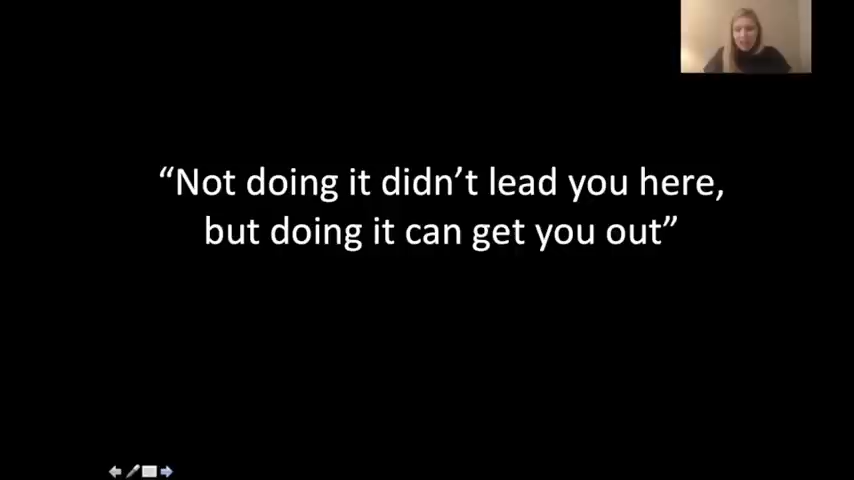 “Not doing it didn’t lead you here,
but doing it can get you out”